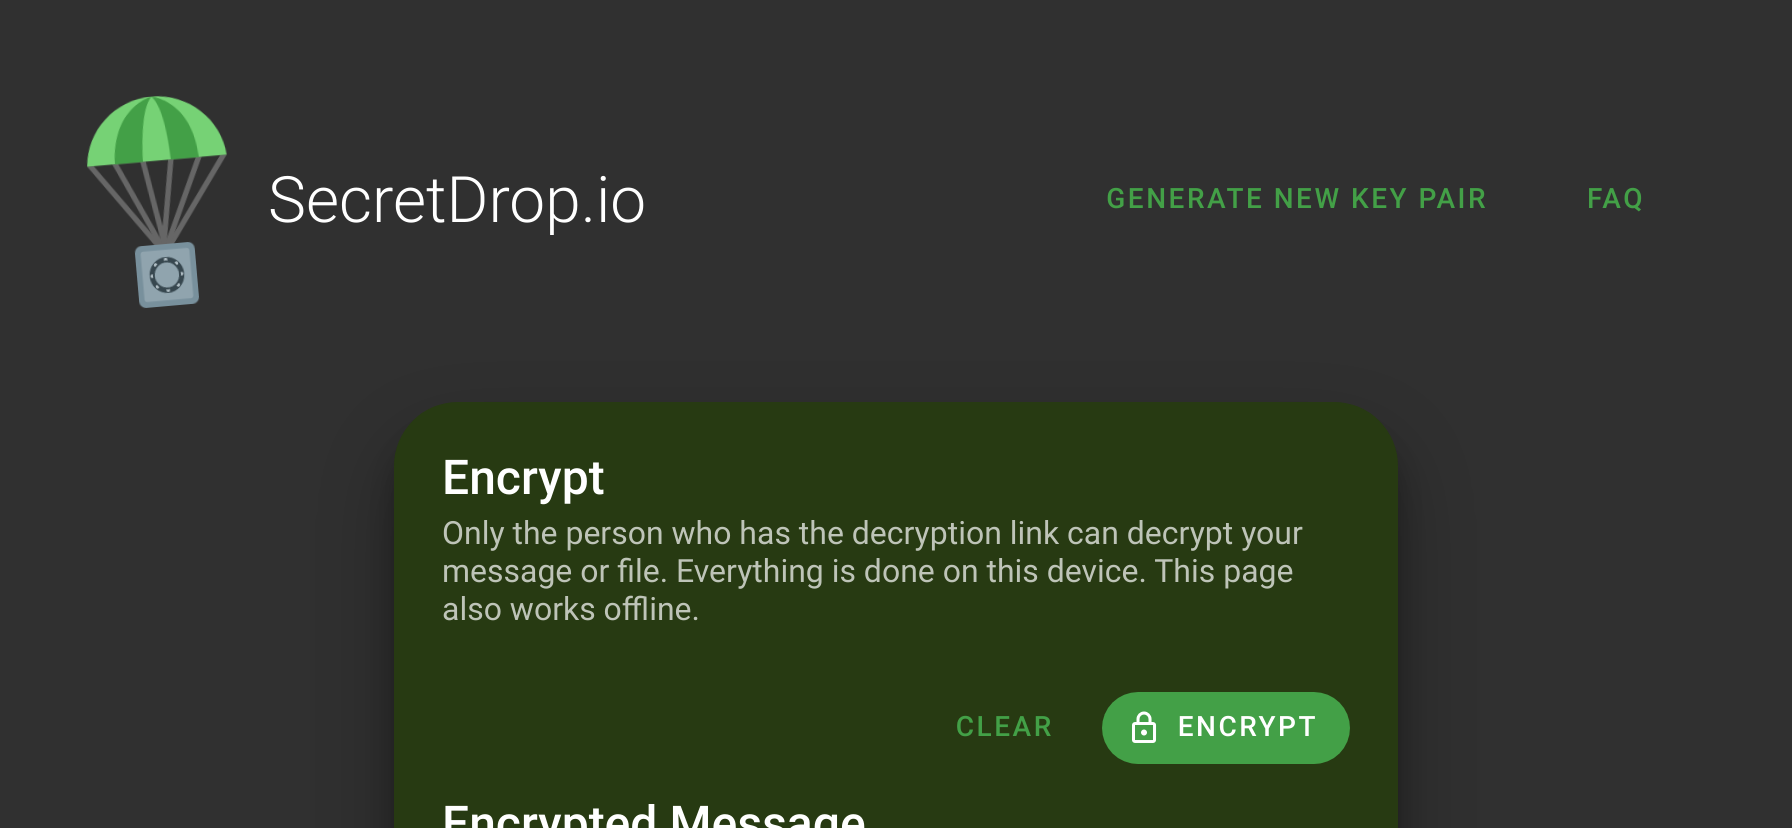 SecretDrop.io
GENERATE NEW KEY PAIR
FAQ
Encrypt
Only the person who has the decryption link can decrypt your
message or file. Everything is done on this device. This page
also works offline.
CLEAR
ENCRYPT
Encrypted Message